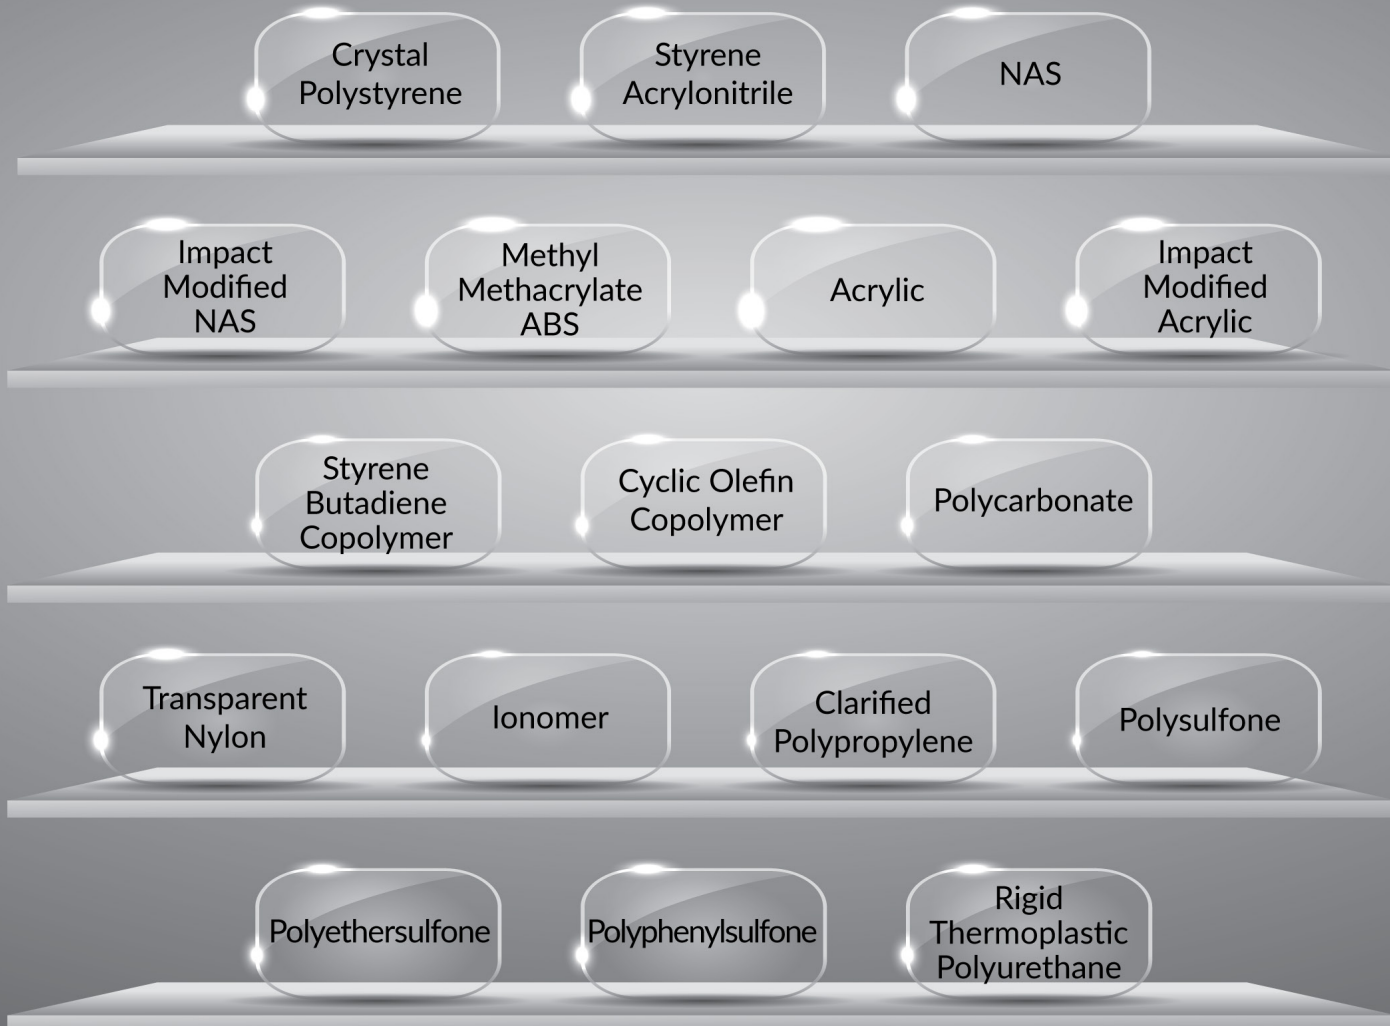 Crystal
Polystyrene
Styrene
Acrylonitrile
NAS
Impact
Modified
NAS
Methyl
Methacrylate
ABS
Acrylic
Impact
Modified
Acrylic
Styrene
Butadiene
Copolymer
Cyclic Olefin
Copolymer
Polycarbonate
Transparent
Nylon
Ionomer
Clarified
Polypropylene
Polysulfone
Polyethersulfone
Polyphenylsulfone
Rigid
Thermoplastic
Polyurethane